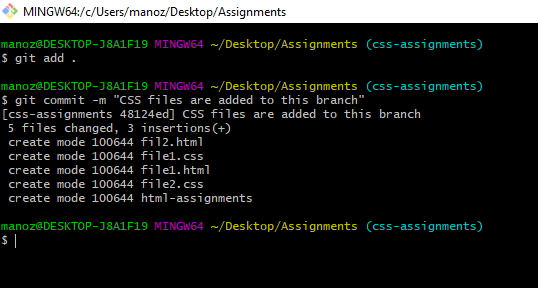 MINGW64:/c/Users/manoz/Desktop/Assignments
manoz@DESKTOP-J8A1F19 MINGW64 ~/Desktop/Assignments (css-assignments)
$ git add .
manoz@DESKTOP-J8A1F19 MINGW64 ~/Desktop/Assignments (css-assignments)
$ git commit -m "CSS files are added to this branch"
[css-assignments 48124ed] CSS files are added to this branch
 5 files changed, 3 insertions(+)
 create mode 100644 fil2.html
 create mode 100644 file1.css
 create mode 100644 file1.html
 create mode 100644 file2.css
 create mode 100644 html-assignments
manoz@DESKTOP-J8A1F19 MINGW64 ~/Desktop/Assignments (css-assignments)
$